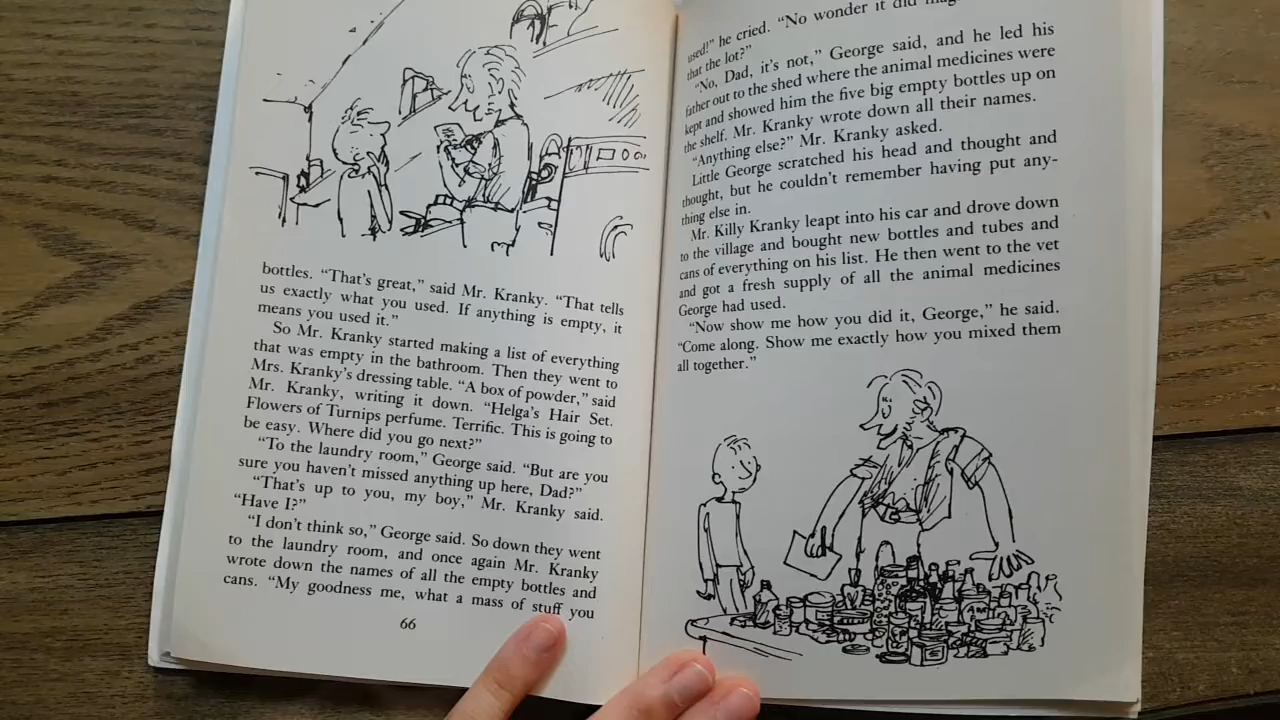 bottles. “That’s great,” said Mr. Kranky. “That tells
us exactly what you used. If anything is empty, it
means you used it.”
So Mr. Kranky started making a list of everything
that was empty in the bathroom. Then they went to
Mrs. Kranky’s dressing table. “A box of powder,” said
Mr. Kranky, writing it down. “Helga’s Hair Set.
Flowers of Turnips perfume. Terrific. This is going to
be easy. Where did you go next?”
“To the laundry room,” George said. “But are you
sure you haven’t missed anything up here, Dad?”
“That’s up to you, my boy,” Mr. Kranky said.
“Have I?”
“I don’t think so,” George said. So down they went
to the laundry room, and once again Mr. Kranky
wrote down the names of all the empty bottles and
cans. “My goodness me, what a mass of stuff you
66
used!” he cried. “No wonder it did
that the lot?”
“No, Dad, it’s not,” George said, and he led his
father out to the shed where the animal medicines were
kept and showed him the five big empty bottles up on
the shelf. Mr. Kranky wrote down all their names.
“Anything else?” Mr. Kranky asked.
Little George scratched his head and thought and
thought, but he couldn’t remember having put any-
thing else in.
Mr. Killy Kranky leapt into his car and drove down
to the village and bought new bottles and tubes and
cans of everything on his list. He then went to the vet
and got a fresh supply of all the animal medicines
George had used.
“Now show me how you did it, George,” he said.
“Come along. Show me exactly how you mixed them
all together.”